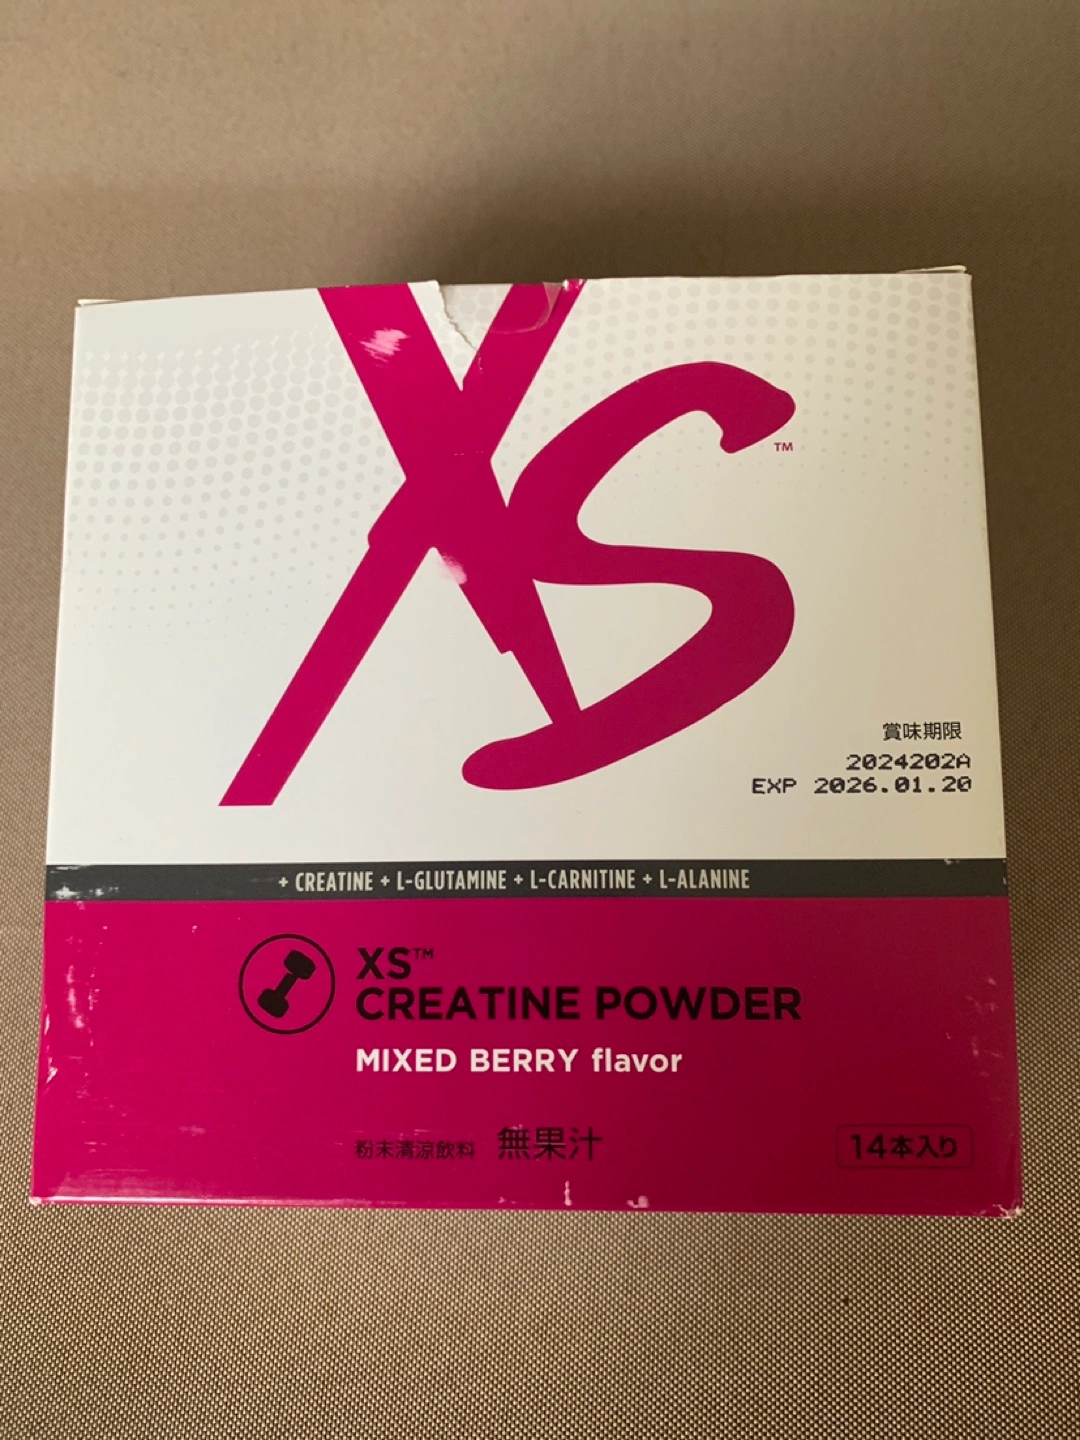 XS™
賞味期限
2024202A
EXP 2026.01.20
+ CREATINE + L-GLUTAMINE + L-CARNITINE + L-ALANINE
XS™
CREATINE POWDER
MIXED BERRY flavor
粉末清涼飲料 無果汁
14本入り